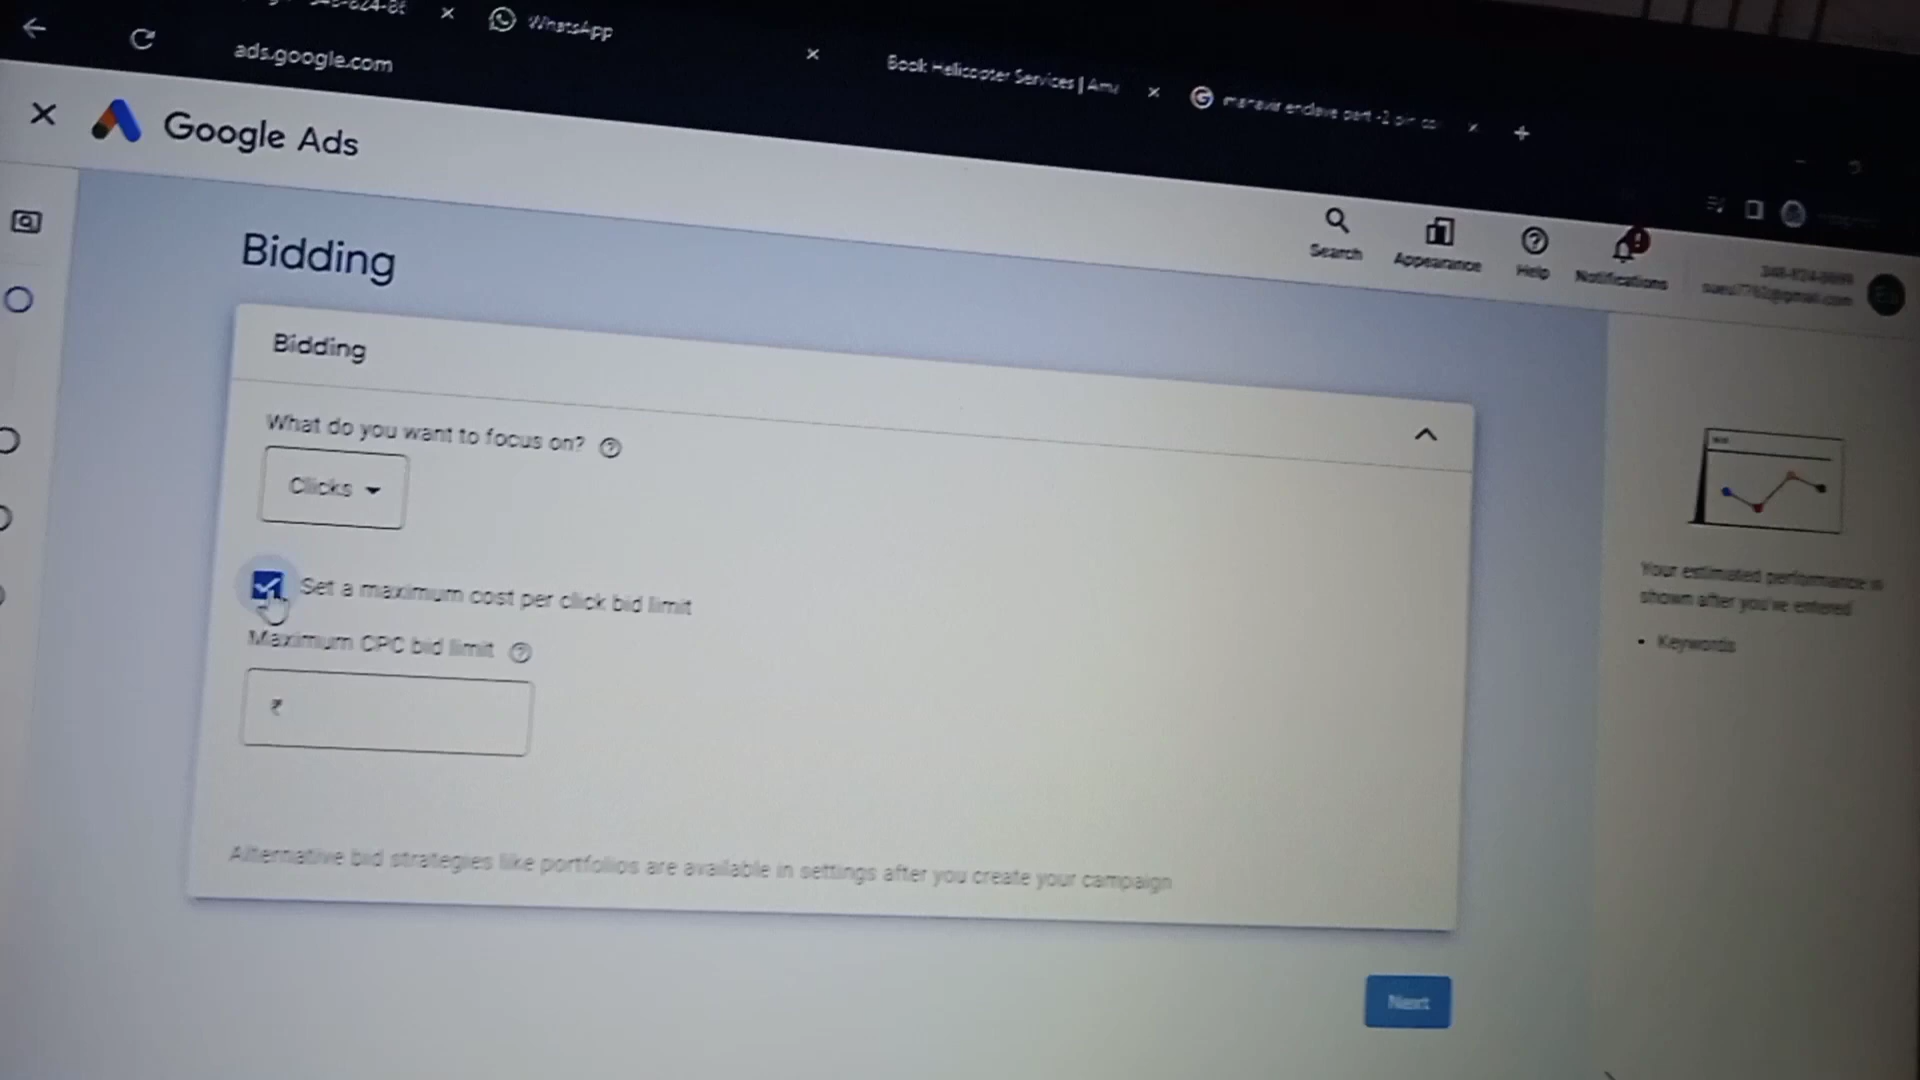 WhatsApp
ads.google.com
Book Helicopter Services | Ama
Google Ads
Search
Appearance
Help
Notifications
Bidding
Bidding
What do you want to focus on?
Clicks
Set a maximum cost per click bid limit
Maximum CPC bid limit
₹
Alternative bid strategies like portfolios are available in settings after you create your campaign
Your estimated performance is
shown after you've entered
• Keywords
Next